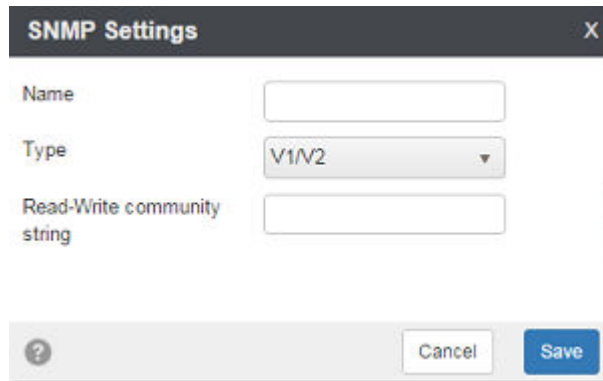 SNMP Settings X
Name
Type V1/V2
Read-Write community
string
? Cancel Save